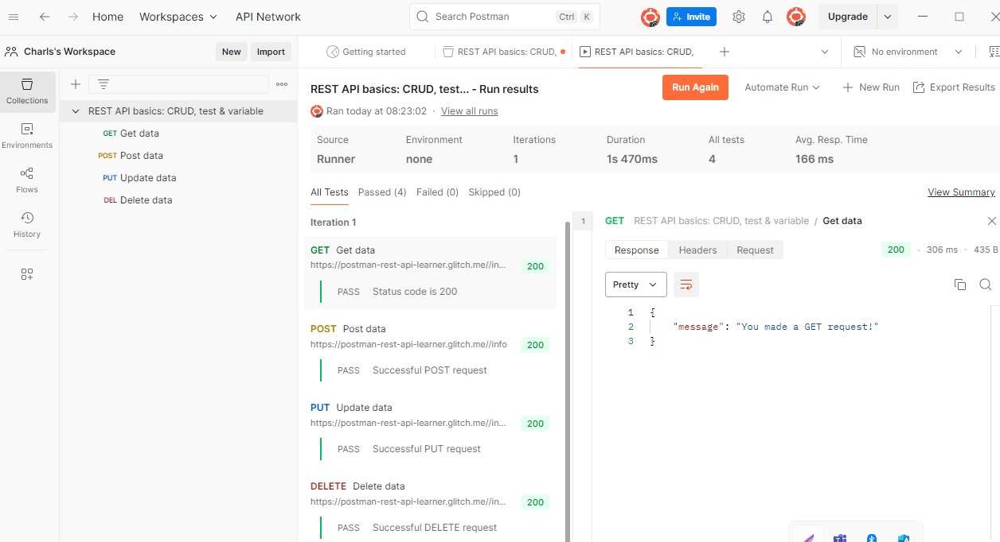 Home Workspaces API Network Search Postman Ctrl K Invite Upgrade
Charls's Workspace New Import Getting started REST API basics: CRUD, REST API basics: CRUD, No environment
Collections
Environments
Flows
History
REST API basics: CRUD, test & variable
GET Get data
POST Post data
PUT Update data
DEL Delete data
REST API basics: CRUD, test... - Run results Run Again Automate Run New Run Export Results
Ran today at 08:23:02 · View all runs
Source Environment Iterations Duration All tests Avg. Resp. Time
Runner none 1 1s 470ms 4 166 ms
All Tests Passed (4) Failed (0) Skipped (0) View Summary
Iteration 1
GET Get data
https://postman-rest-api-learner.glitch.me//in... 200
PASS Status code is 200
POST Post data
https://postman-rest-api-learner.glitch.me//info 200
PASS Successful POST request
PUT Update data
https://postman-rest-api-learner.glitch.me//in... 200
PASS Successful PUT request
DELETE Delete data
https://postman-rest-api-learner.glitch.me//in... 200
PASS Successful DELETE request
1
GET REST API basics: CRUD, test & variable / Get data
Response Headers Request 200 306 ms 435 B
Pretty
1 {
2 "message": "You made a GET request!"
3 }